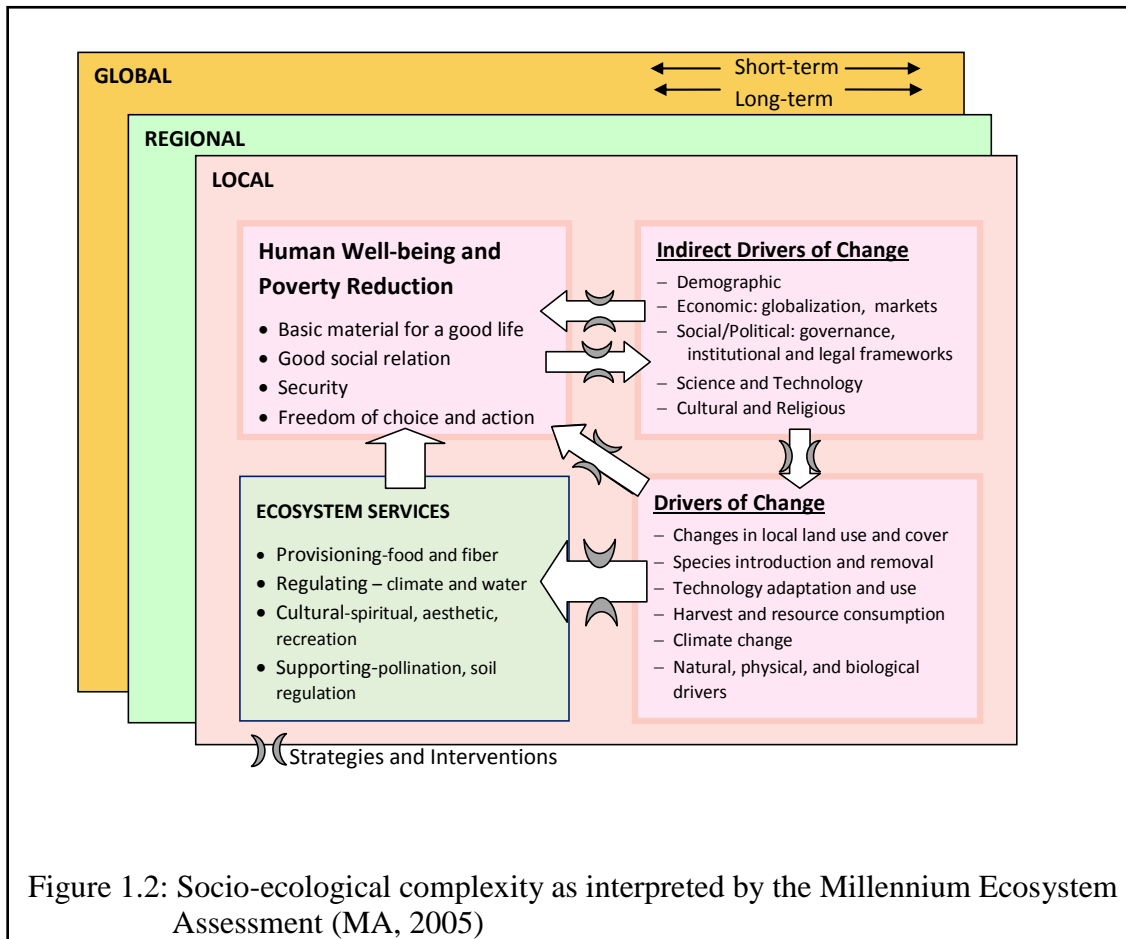 GLOBAL
Short-term
Long-term
REGIONAL
LOCAL
Human Well-being and
Poverty Reduction
• Basic material for a good life
• Good social relation
• Security
• Freedom of choice and action
Indirect Drivers of Change
– Demographic
– Economic: globalization, markets
– Social/Political: governance,
institutional and legal frameworks
– Science and Technology
– Cultural and Religious
ECOSYSTEM SERVICES
• Provisioning-food and fiber
• Regulating – climate and water
• Cultural-spiritual, aesthetic,
recreation
• Supporting-pollination, soil
regulation
Drivers of Change
– Changes in local land use and cover
– Species introduction and removal
– Technology adaptation and use
– Harvest and resource consumption
– Climate change
– Natural, physical, and biological
drivers
Strategies and Interventions
Figure 1.2: Socio-ecological complexity as interpreted by the Millennium Ecosystem
Assessment (MA, 2005)